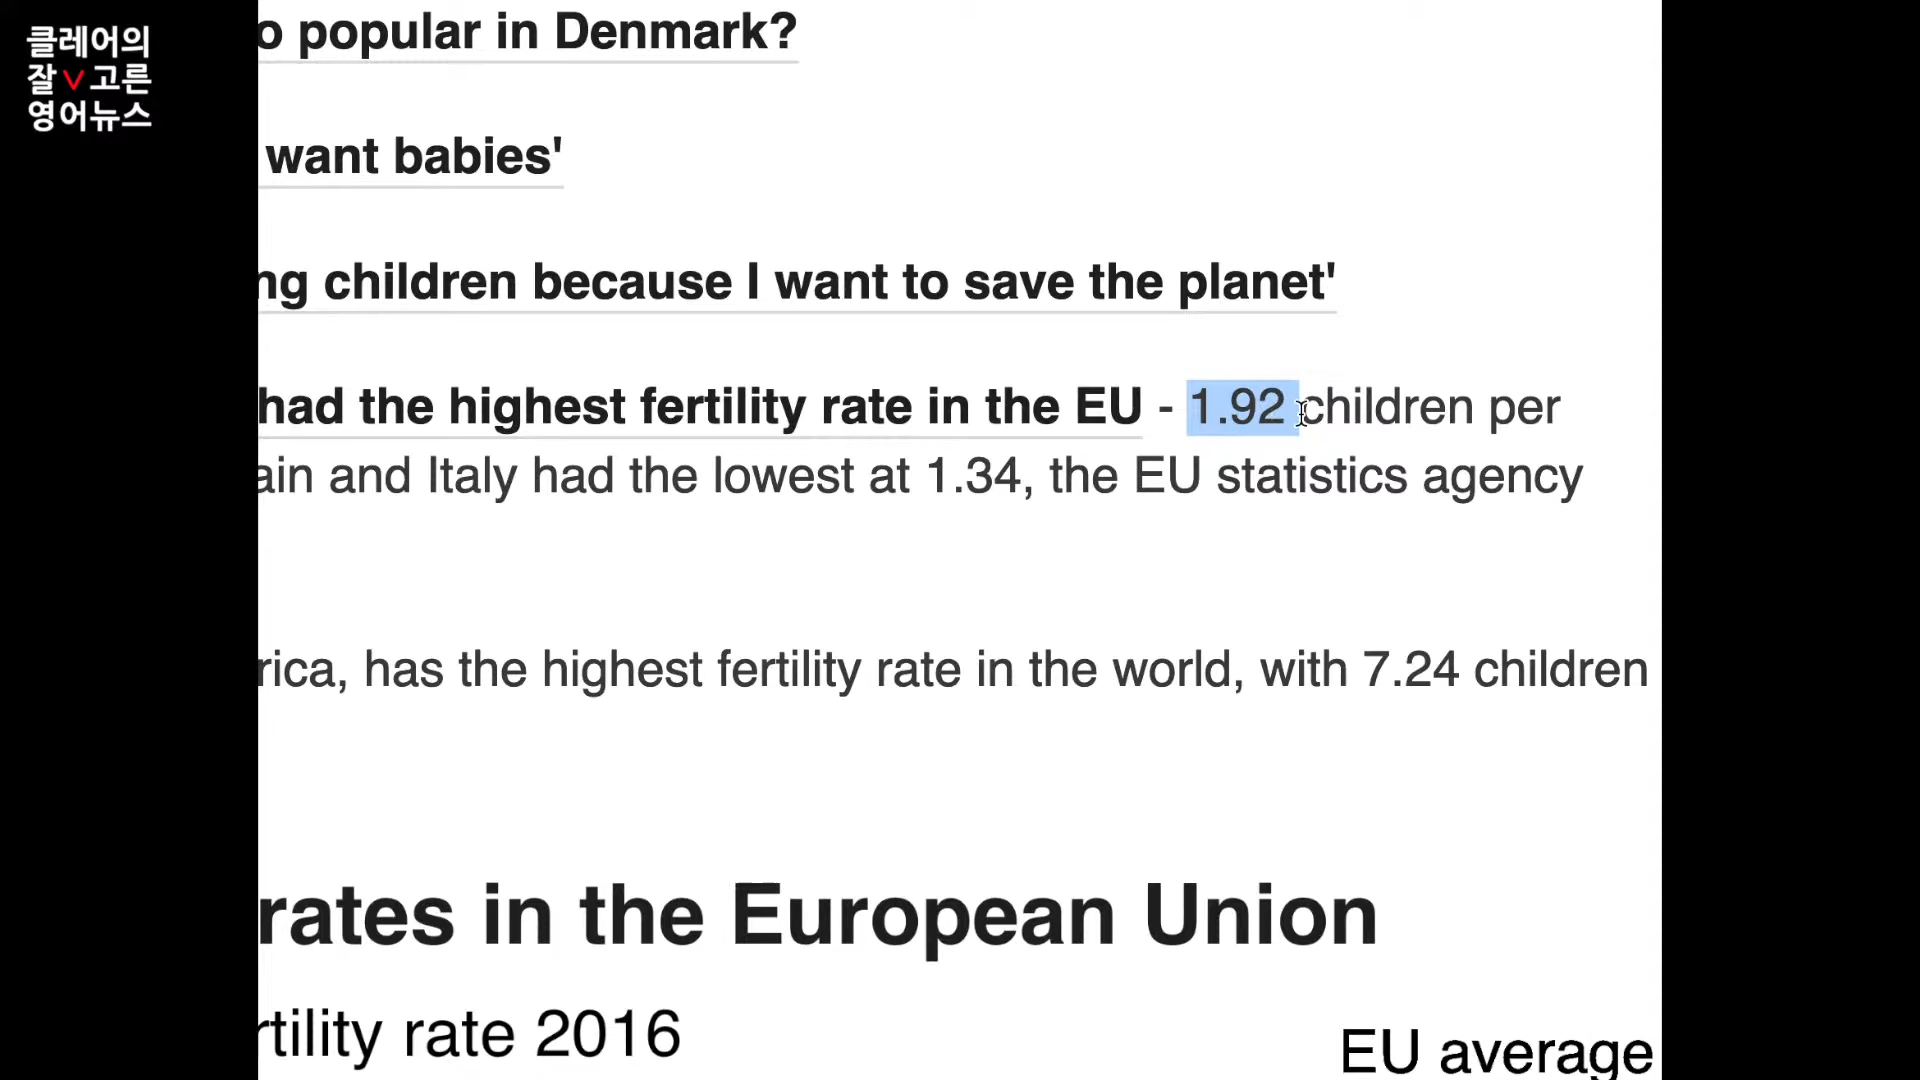 클레어의
잘V고른
영어뉴스
o popular in Denmark?
want babies'
ng children because I want to save the planet'
had the highest fertility rate in the EU - 1.92 children per
ain and Italy had the lowest at 1.34, the EU statistics agency
rica, has the highest fertility rate in the world, with 7.24 children
rates in the European Union
rtility rate 2016
EU average